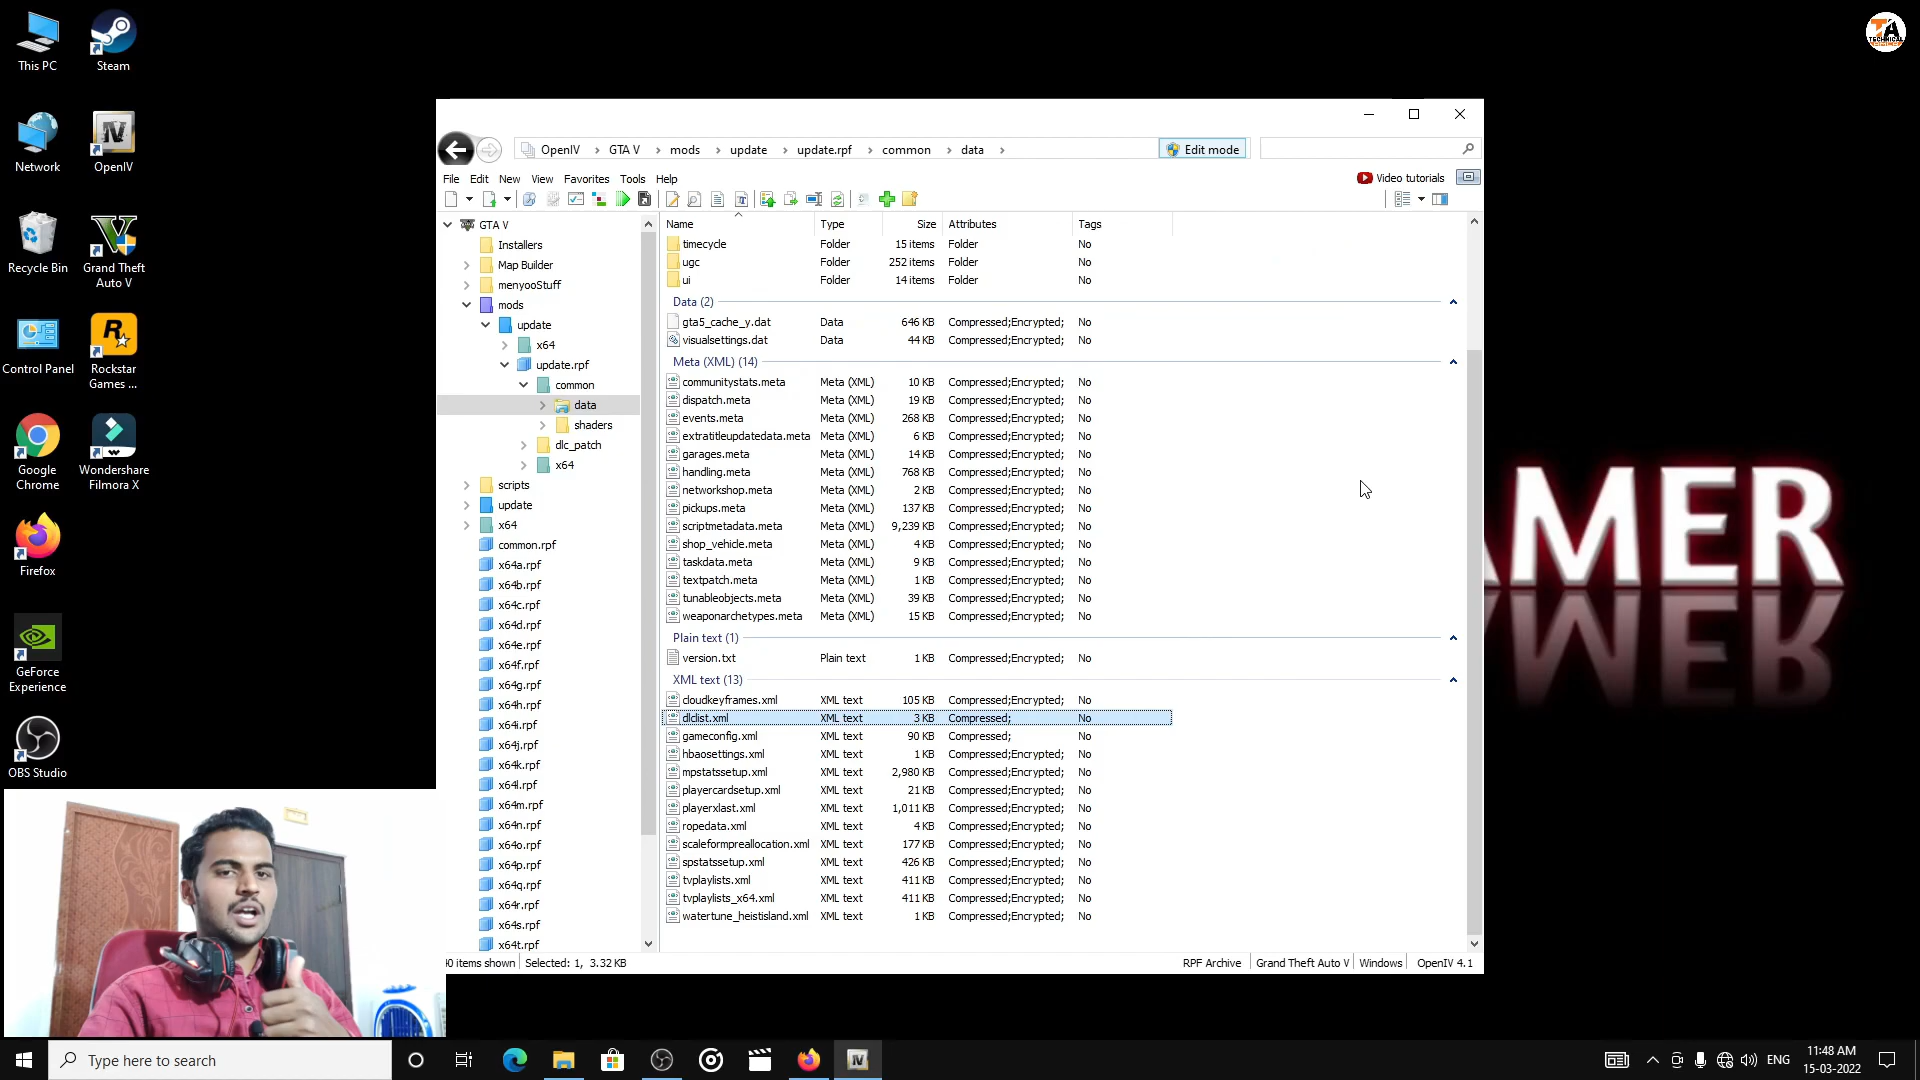 This PC
Steam
Network
OpenIV
Recycle Bin
Grand Theft
Auto V
Control Panel
Rockstar
Games ...
Google
Chrome
Wondershare
Filmora X
Firefox
GeForce
Experience
OBS Studio
TA
TECHNICAL
AMER
OpenIV
GTA V
mods
update
update.rpf
common
data
Edit mode
File Edit New View Favorites Tools Help
Video tutorials
GTA V
Installers
Map Builder
menyooStuff
mods
update
x64
update.rpf
common
data
shaders
dlc_patch
x64
scripts
update
x64
common.rpf
x64a.rpf
x64b.rpf
x64c.rpf
x64d.rpf
x64e.rpf
x64f.rpf
x64g.rpf
x64h.rpf
x64i.rpf
x64j.rpf
x64k.rpf
x64l.rpf
x64m.rpf
x64n.rpf
x64o.rpf
x64p.rpf
x64q.rpf
x64r.rpf
x64s.rpf
x64t.rpf
Name Type Size Attributes Tags
timecycle Folder 15 items Folder No
ugc Folder 252 items Folder No
ui Folder 14 items Folder No
Data (2)
gta5_cache_y.dat Data 646 KB Compressed;Encrypted; No
visualsettings.dat Data 44 KB Compressed;Encrypted; No
Meta (XML) (14)
communitystats.meta Meta (XML) 10 KB Compressed;Encrypted; No
dispatch.meta Meta (XML) 19 KB Compressed;Encrypted; No
events.meta Meta (XML) 268 KB Compressed;Encrypted; No
extratitleupdatedata.meta Meta (XML) 6 KB Compressed;Encrypted; No
garages.meta Meta (XML) 14 KB Compressed;Encrypted; No
handling.meta Meta (XML) 768 KB Compressed;Encrypted; No
networkshop.meta Meta (XML) 2 KB Compressed;Encrypted; No
pickups.meta Meta (XML) 137 KB Compressed;Encrypted; No
scriptmetadata.meta Meta (XML) 9,239 KB Compressed;Encrypted; No
shop_vehicle.meta Meta (XML) 4 KB Compressed;Encrypted; No
taskdata.meta Meta (XML) 9 KB Compressed;Encrypted; No
textpatch.meta Meta (XML) 1 KB Compressed;Encrypted; No
tunableobjects.meta Meta (XML) 39 KB Compressed;Encrypted; No
weaponarchetypes.meta Meta (XML) 15 KB Compressed;Encrypted; No
Plain text (1)
version.txt Plain text 1 KB Compressed;Encrypted; No
XML text (13)
cloudkeyframes.xml XML text 105 KB Compressed;Encrypted; No
dlclist.xml XML text 3 KB Compressed; No
gameconfig.xml XML text 90 KB Compressed; No
hbaosettings.xml XML text 1 KB Compressed;Encrypted; No
mpstatssetup.xml XML text 2,980 KB Compressed;Encrypted; No
playercardsetup.xml XML text 21 KB Compressed;Encrypted; No
playerxlast.xml XML text 1,011 KB Compressed;Encrypted; No
ropedata.xml XML text 4 KB Compressed;Encrypted; No
scaleformpreallocation.xml XML text 177 KB Compressed;Encrypted; No
spstatssetup.xml XML text 426 KB Compressed;Encrypted; No
tvplaylists.xml XML text 411 KB Compressed;Encrypted; No
tvplaylists_x64.xml XML text 411 KB Compressed;Encrypted; No
watertune_heistisland.xml XML text 1 KB Compressed;Encrypted; No
0 items shown Selected: 1, 3.32 KB RPF Archive Grand Theft Auto V Windows OpenIV 4.1
Type here to search
ENG
11:48 AM
15-03-2022